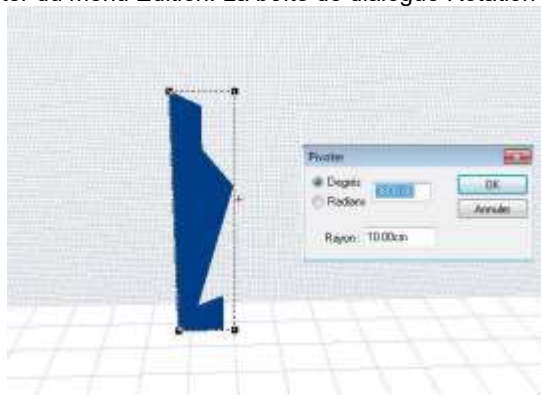 du menu Edition. La boîte de dialogue Rotation
Pivoter
Degrés
OK
Radians
Annuler
Rayon: 10.00cm